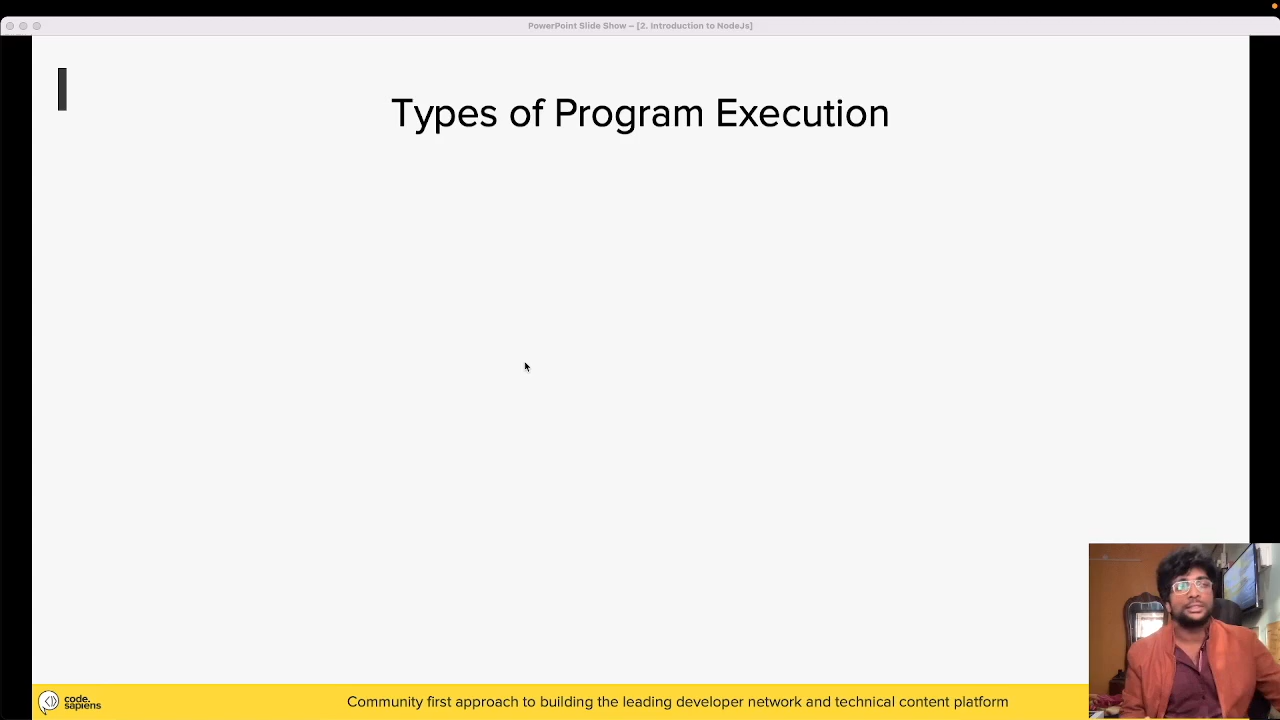 PowerPoint Slide Show – [2. Introduction to NodeJs]
Types of Program Execution
code.
sapiens
Community first approach to building the leading developer network and technical content platform